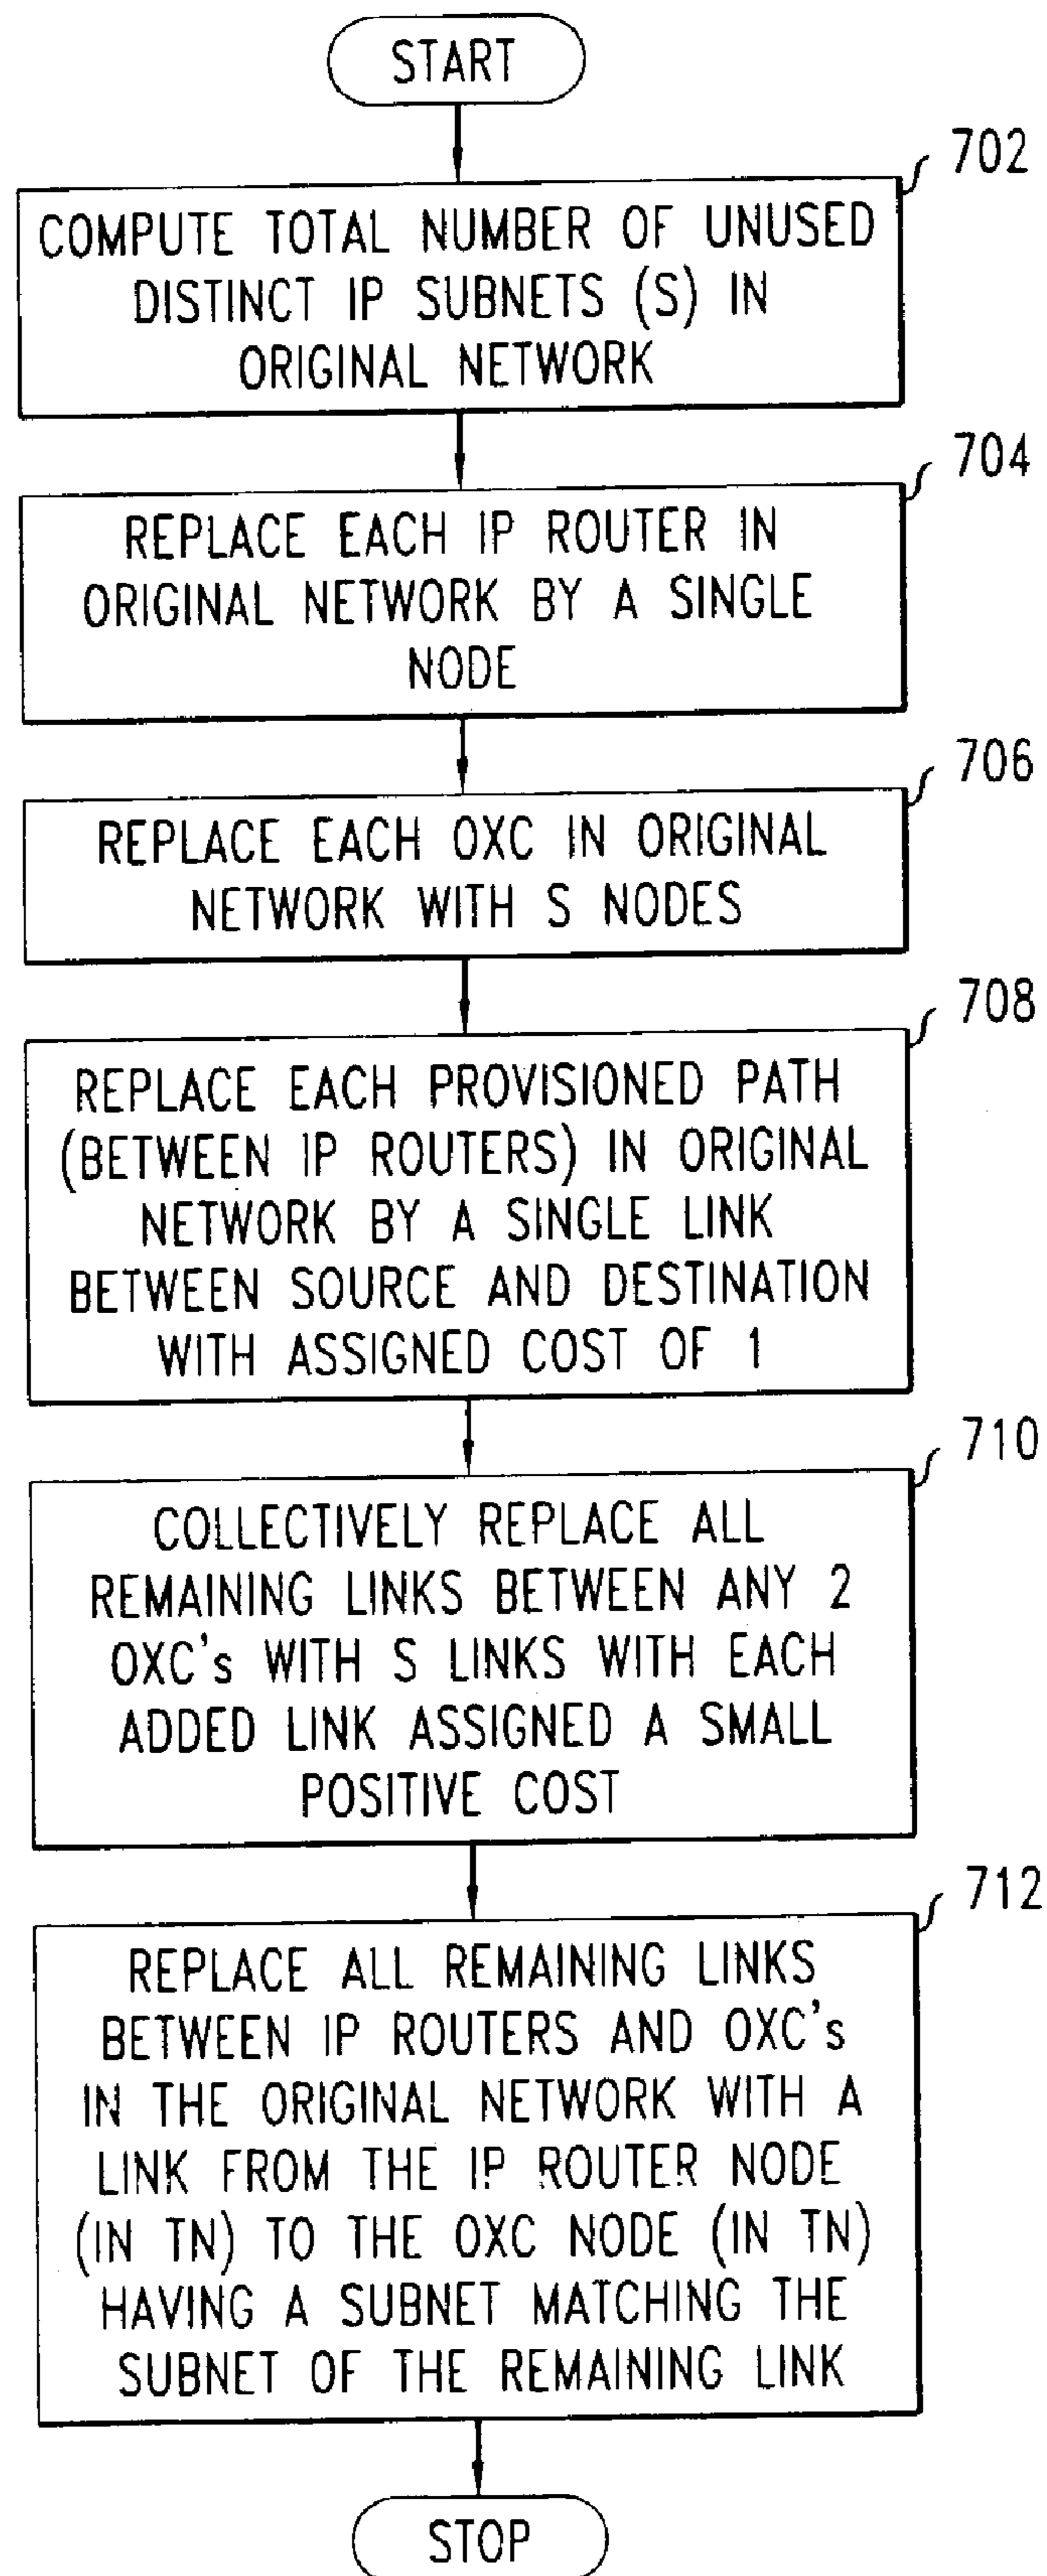 START
702
COMPUTE TOTAL NUMBER OF UNUSED
DISTINCT IP SUBNETS (S) IN
ORIGINAL NETWORK
704
REPLACE EACH IP ROUTER IN
ORIGINAL NETWORK BY A SINGLE
NODE
706
REPLACE EACH OXC IN ORIGINAL
NETWORK WITH S NODES
708
REPLACE EACH PROVISIONED PATH
(BETWEEN IP ROUTERS) IN ORIGINAL
NETWORK BY A SINGLE LINK
BETWEEN SOURCE AND DESTINATION
WITH ASSIGNED COST OF 1
710
COLLECTIVELY REPLACE ALL
REMAINING LINKS BETWEEN ANY 2
OXC's WITH S LINKS WITH EACH
ADDED LINK ASSIGNED A SMALL
POSITIVE COST
712
REPLACE ALL REMAINING LINKS
BETWEEN IP ROUTERS AND OXC's
IN THE ORIGINAL NETWORK WITH A
LINK FROM THE IP ROUTER NODE
(IN TN) TO THE OXC NODE (IN TN)
HAVING A SUBNET MATCHING THE
SUBNET OF THE REMAINING LINK
STOP